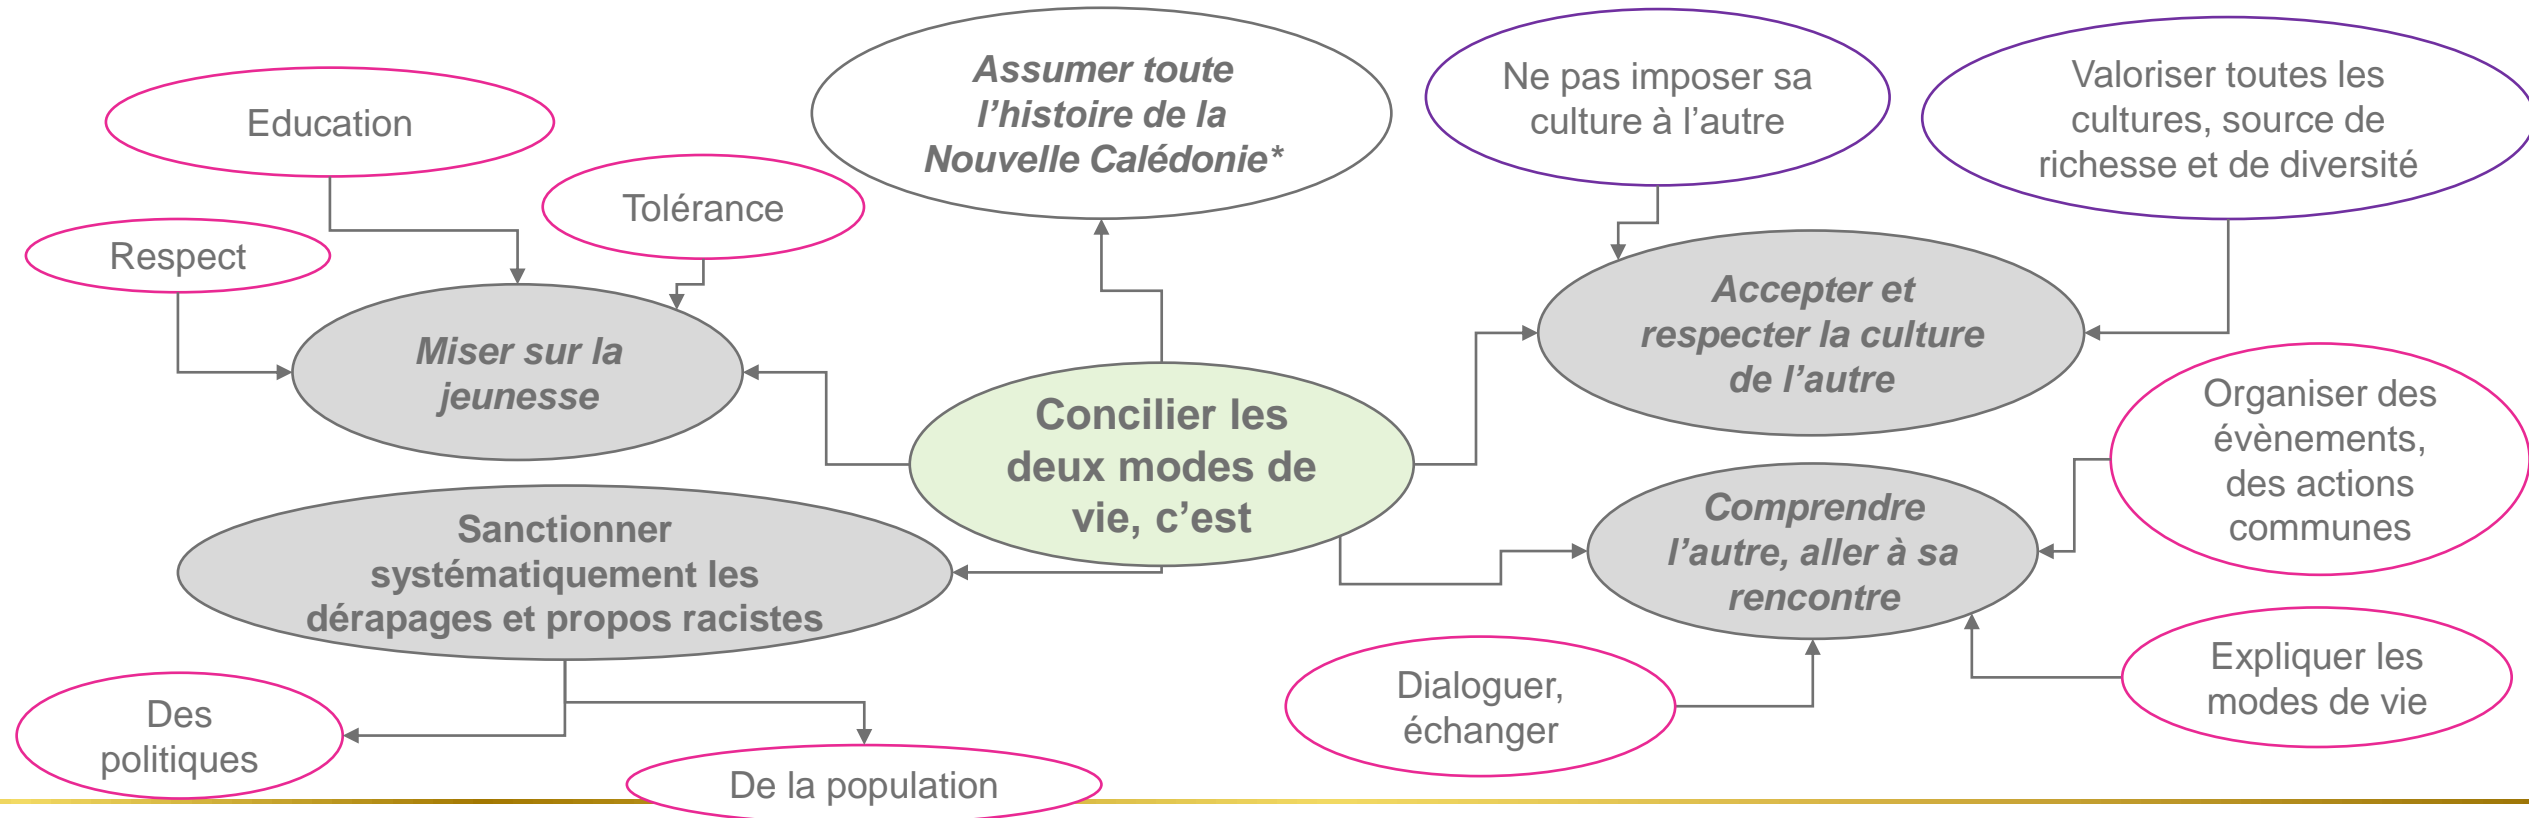 Education
Respect
Tolérance
Assumer toute
l’histoire de la
Nouvelle Calédonie*
Ne pas imposer sa
culture à l’autre
Valoriser toutes les
cultures, source de
richesse et de diversité
Miser sur la
jeunesse
Accepter et
respecter la culture
de l’autre
Concilier les
deux modes de
vie, c’est
Organiser des
évènements,
des actions
communes
Sanctionner
systématiquement les
dérapages et propos racistes
Comprendre
l’autre, aller à sa
rencontre
Des
politiques
De la population
Dialoguer,
échanger
Expliquer les
modes de vie